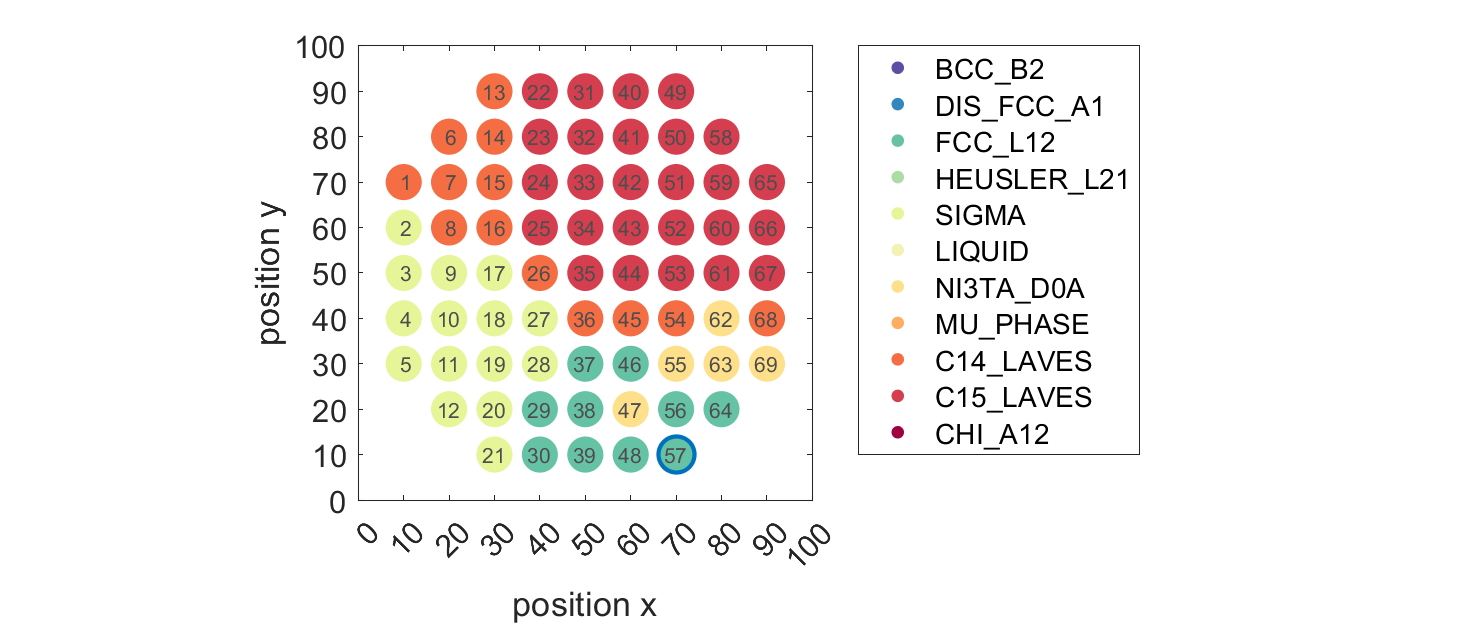 100
90
80
70
60
50
40
30
20
10
0
position y
13 22 31 40 49
6 14 23 32 41 50 58
1 7 15 24 33 42 51 59 65
2 8 16 25 34 43 52 60 66
3 9 17 26 35 44 53 61 67
4 10 18 27 36 45 54 62 68
5 11 19 28 37 46 55 63 69
12 20 29 38 47 56 64
21 30 39 48 57
0 10 20 30 40 50 60 70 80 90 100
position x
BCC_B2
DIS_FCC_A1
FCC_L12
HEUSLER_L21
SIGMA
LIQUID
NI3TA_D0A
MU_PHASE
C14_LAVES
C15_LAVES
CHI_A12